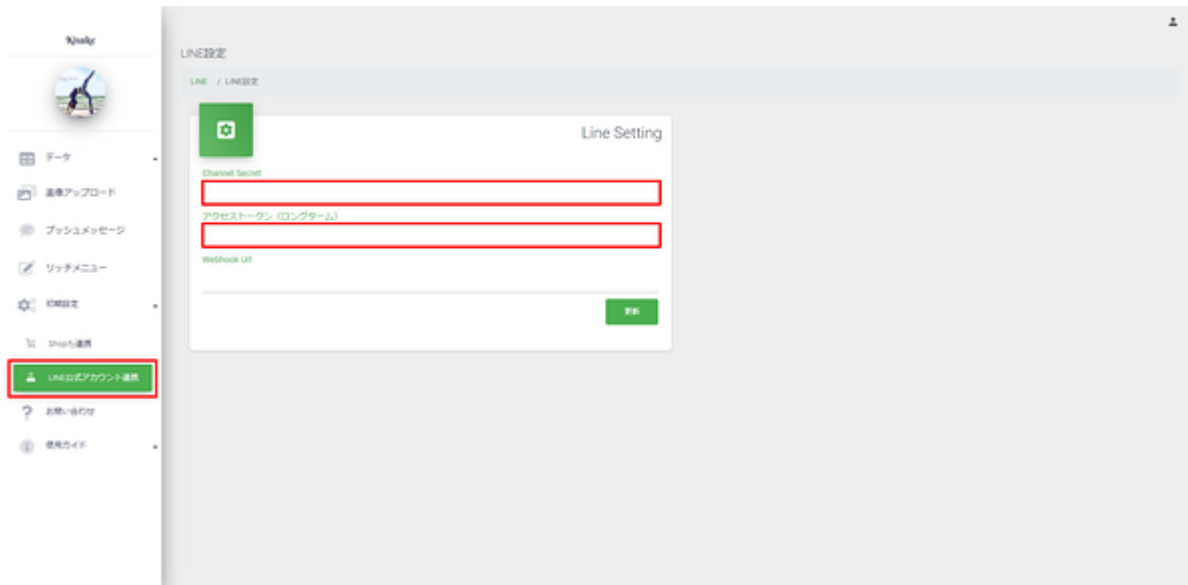 LINE設定
LINE / LINE設定
Line Setting
Channel Secret
アクセストークン（ロングターム）
Webhook Url
更新
データ
画像アップロード
プッシュメッセージ
リッチメニュー
初期設定
Shop的連携
LINE公式アカウント連携
お問い合わせ
使用ガイド